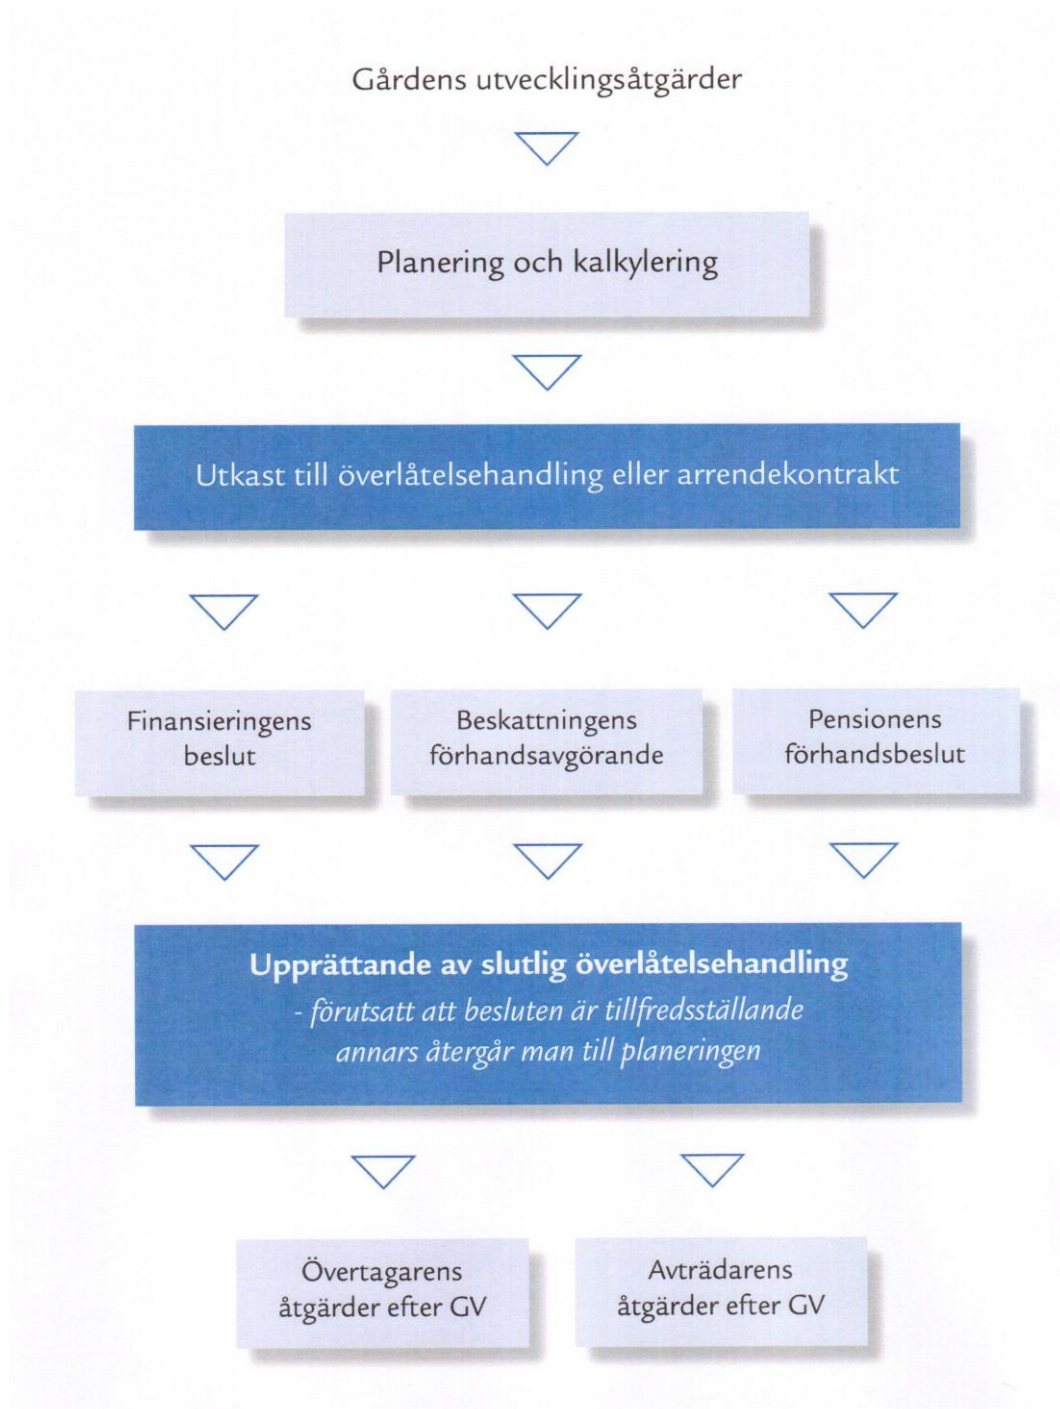 Gårdens utvecklingsåtgärder
Planering och kalkylering
Utkast till överlåtelsehandling eller arrendekontrakt
Finansieringens
beslut
Beskattningens
förhandsavgörande
Pensionens
förhandsbeslut
Upprättande av slutlig överlåtelsehandling
- förutsatt att besluten är tillfredsställande
annars återgår man till planeringen
Övertagarens
åtgärder efter GV
Avträdarens
åtgärder efter GV